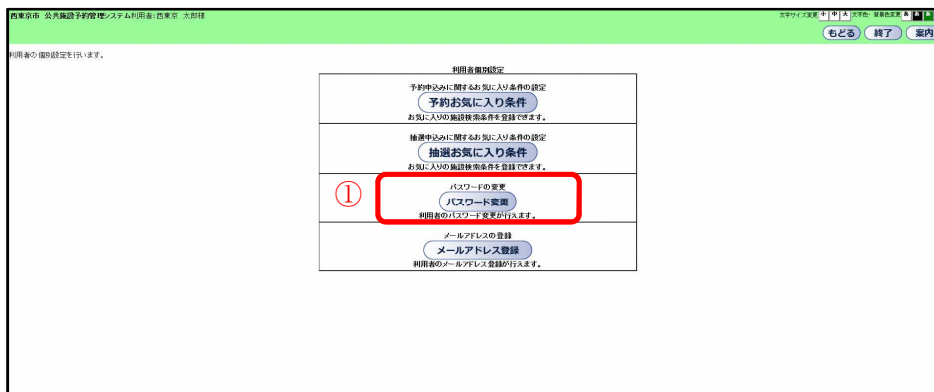 西東京市 公共施設予約管理システム利用者:西東京 太郎様
文字サイズ変更 小 中 大 文字色・背景色変更 あ あ あ
もどる 終了 案内
利用者の個別設定を行います。
利用者個別設定
予約申込みに関するお気に入り条件の設定
予約お気に入り条件
お気に入りの施設検索条件を登録できます。
抽選申込みに関するお気に入り条件の設定
抽選お気に入り条件
お気に入りの施設検索条件を登録できます。
①
パスワードの変更
パスワード変更
利用者のパスワード変更が行えます。
メールアドレスの登録
メールアドレス登録
利用者のメールアドレス登録が行えます。